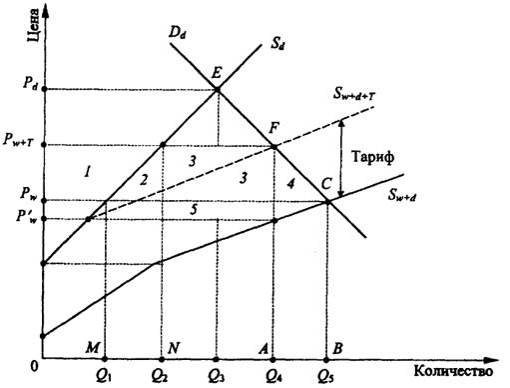 Цена
D_d
S_d
E
P_d
S_{w+d+T}
P_{w+T}
F
3
Тариф
1
2
3
4
P_w
C
S_{w+d}
P'_w
5
0
M
N
A
B
Q_1
Q_2
Q_3
Q_4
Q_5
Количество